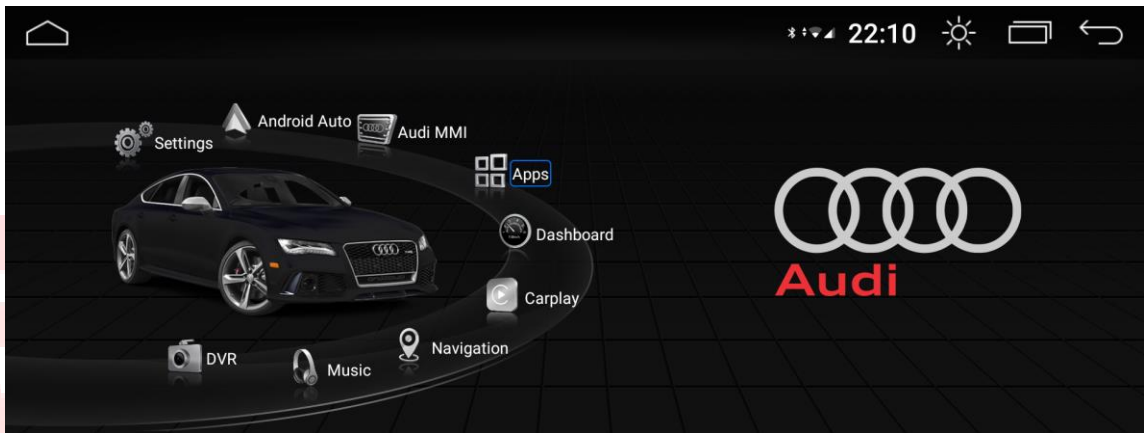 22:10
Android Auto
Audi MMI
Settings
Apps
Dashboard
Carplay
Navigation
DVR
Music
Audi